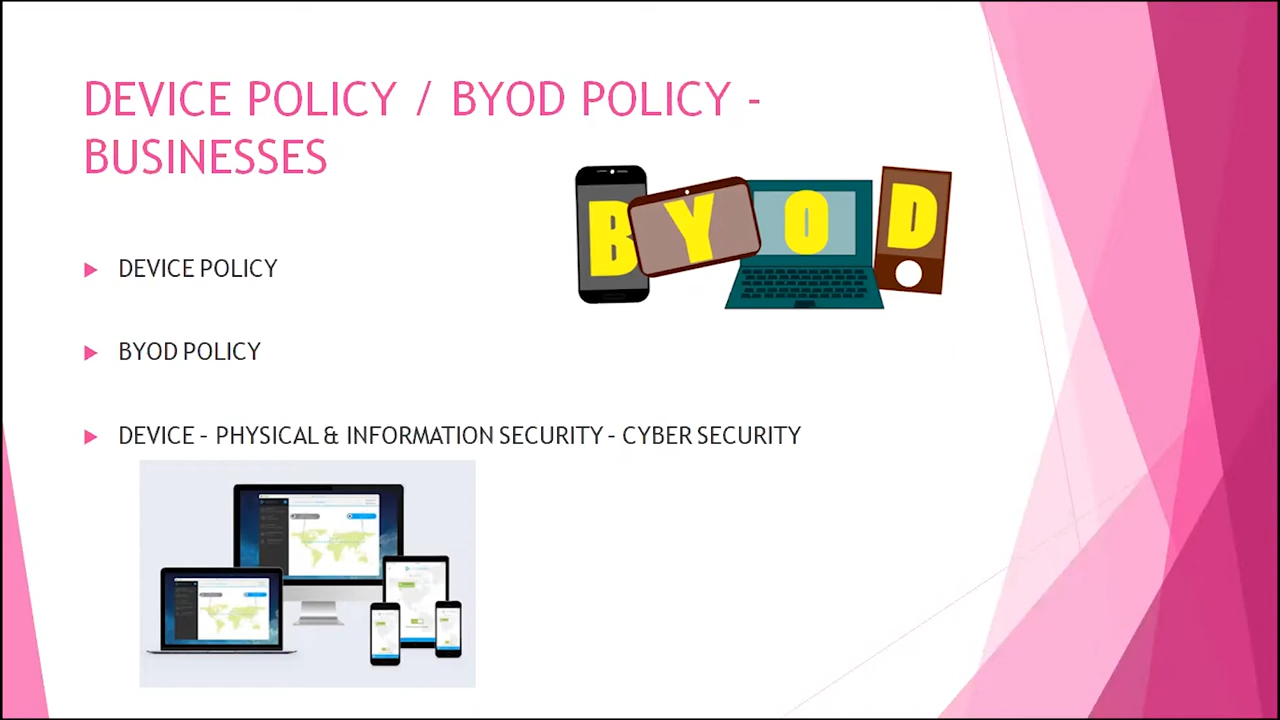 DEVICE POLICY / BYOD POLICY -
BUSINESSES
BYOD
DEVICE POLICY
BYOD POLICY
DEVICE – PHYSICAL & INFORMATION SECURITY – CYBER SECURITY